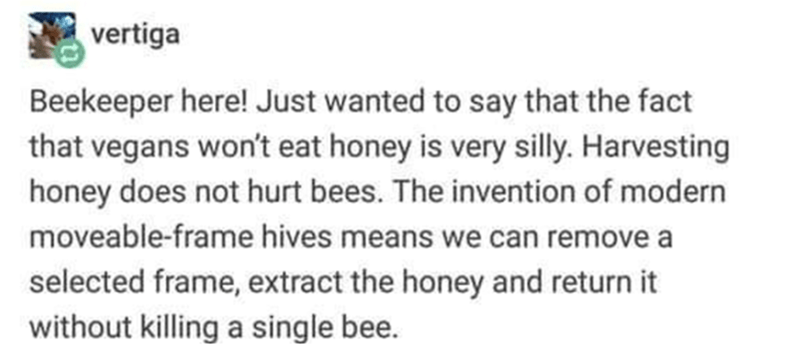 vertiga
Beekeeper here! Just wanted to say that the fact
that vegans won't eat honey is very silly. Harvesting
honey does not hurt bees. The invention of modern
moveable-frame hives means we can remove a
selected frame, extract the honey and return it
without killing a single bee.